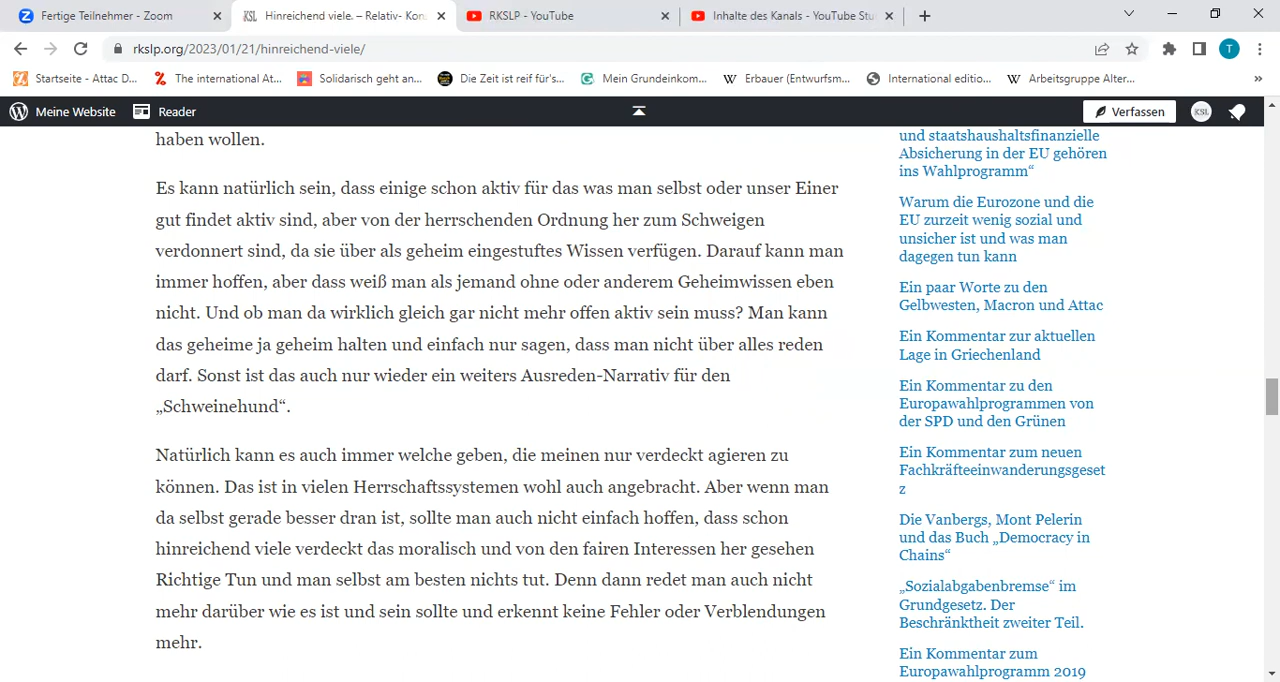 Fertige Teilnehmer - Zoom
Hinreichend viele. – Relativ- Kon
RKSLP - YouTube
Inhalte des Kanals - YouTube Stu
rkslp.org/2023/01/21/hinreichend-viele/
T
Startseite - Attac D...
The international At...
Solidarisch geht an...
Die Zeit ist reif für's...
Mein Grundeinkom...
Erbauer (Entwurfsm...
International editio...
Arbeitsgruppe Alter...
»
Meine Website
Reader
Verfassen
KSL
haben wollen.
Es kann natürlich sein, dass einige schon aktiv für das was man selbst oder unser Einer
gut findet aktiv sind, aber von der herrschenden Ordnung her zum Schweigen
verdonnert sind, da sie über als geheim eingestuftes Wissen verfügen. Darauf kann man
immer hoffen, aber dass weiß man als jemand ohne oder anderem Geheimwissen eben
nicht. Und ob man da wirklich gleich gar nicht mehr offen aktiv sein muss? Man kann
das geheime ja geheim halten und einfach nur sagen, dass man nicht über alles reden
darf. Sonst ist das auch nur wieder ein weiters Ausreden-Narrativ für den
„Schweinehund“.
Natürlich kann es auch immer welche geben, die meinen nur verdeckt agieren zu
können. Das ist in vielen Herrschaftssystemen wohl auch angebracht. Aber wenn man
da selbst gerade besser dran ist, sollte man auch nicht einfach hoffen, dass schon
hinreichend viele verdeckt das moralisch und von den fairen Interessen her gesehen
Richtige Tun und man selbst am besten nichts tut. Denn dann redet man auch nicht
mehr darüber wie es ist und sein sollte und erkennt keine Fehler oder Verblendungen
mehr.
und staatshaushaltsfinanzielle
Absicherung in der EU gehören
ins Wahlprogramm“
Warum die Eurozone und die
EU zurzeit wenig sozial und
unsicher ist und was man
dagegen tun kann
Ein paar Worte zu den
Gelbwesten, Macron und Attac
Ein Kommentar zur aktuellen
Lage in Griechenland
Ein Kommentar zu den
Europawahlprogrammen von
der SPD und den Grünen
Ein Kommentar zum neuen
Fachkräfteeinwanderungsgeset
z
Die Vanbergs, Mont Pelerin
und das Buch „Democracy in
Chains“
„Sozialabgabenbremse“ im
Grundgesetz. Der
Beschränktheit zweiter Teil.
Ein Kommentar zum
Europawahlprogramm 2019